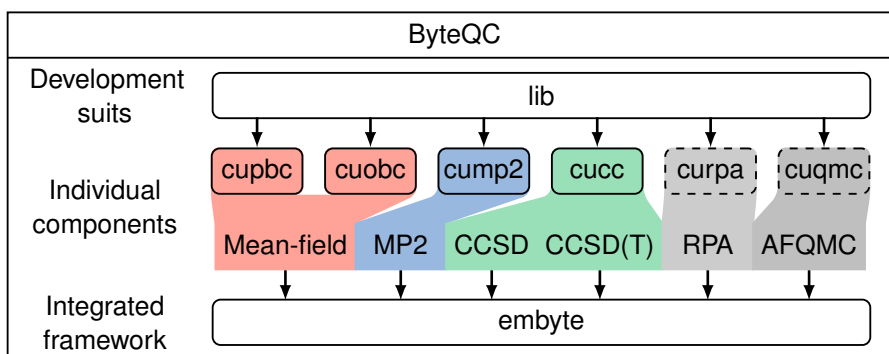 ByteQC
Development
suits
lib
cupbc cuobc cump2 cucc curpa cuqmc
Individual
components
Mean-field MP2 CCSD CCSD(T) RPA AFQMC
Integrated
framework
embyte